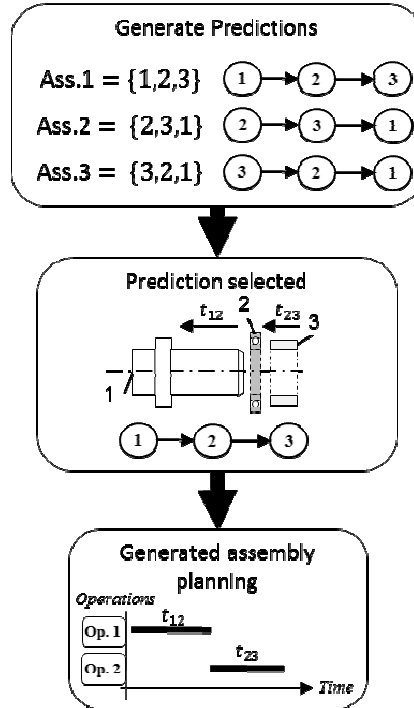 Generate Predictions
Ass.1 = {1,2,3} 1 2 3
Ass.2 = {2,3,1} 2 3 1
Ass.3 = {3,2,1} 3 2 1
Prediction selected
t12 2 t23 3
1
1 2 3
Generated assembly
planning
Operations
Op. 1 t12
Op. 2 t23
Time